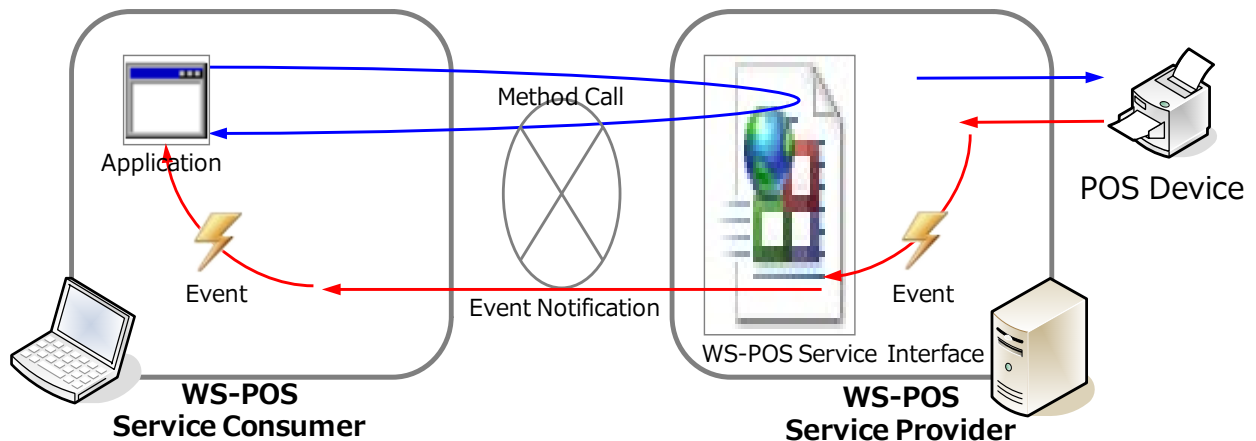 Method Call
Application
POS Device
Event
Event Notification
Event
WS-POS Service Interface
WS-POS
Service Consumer
WS-POS
Service Provider